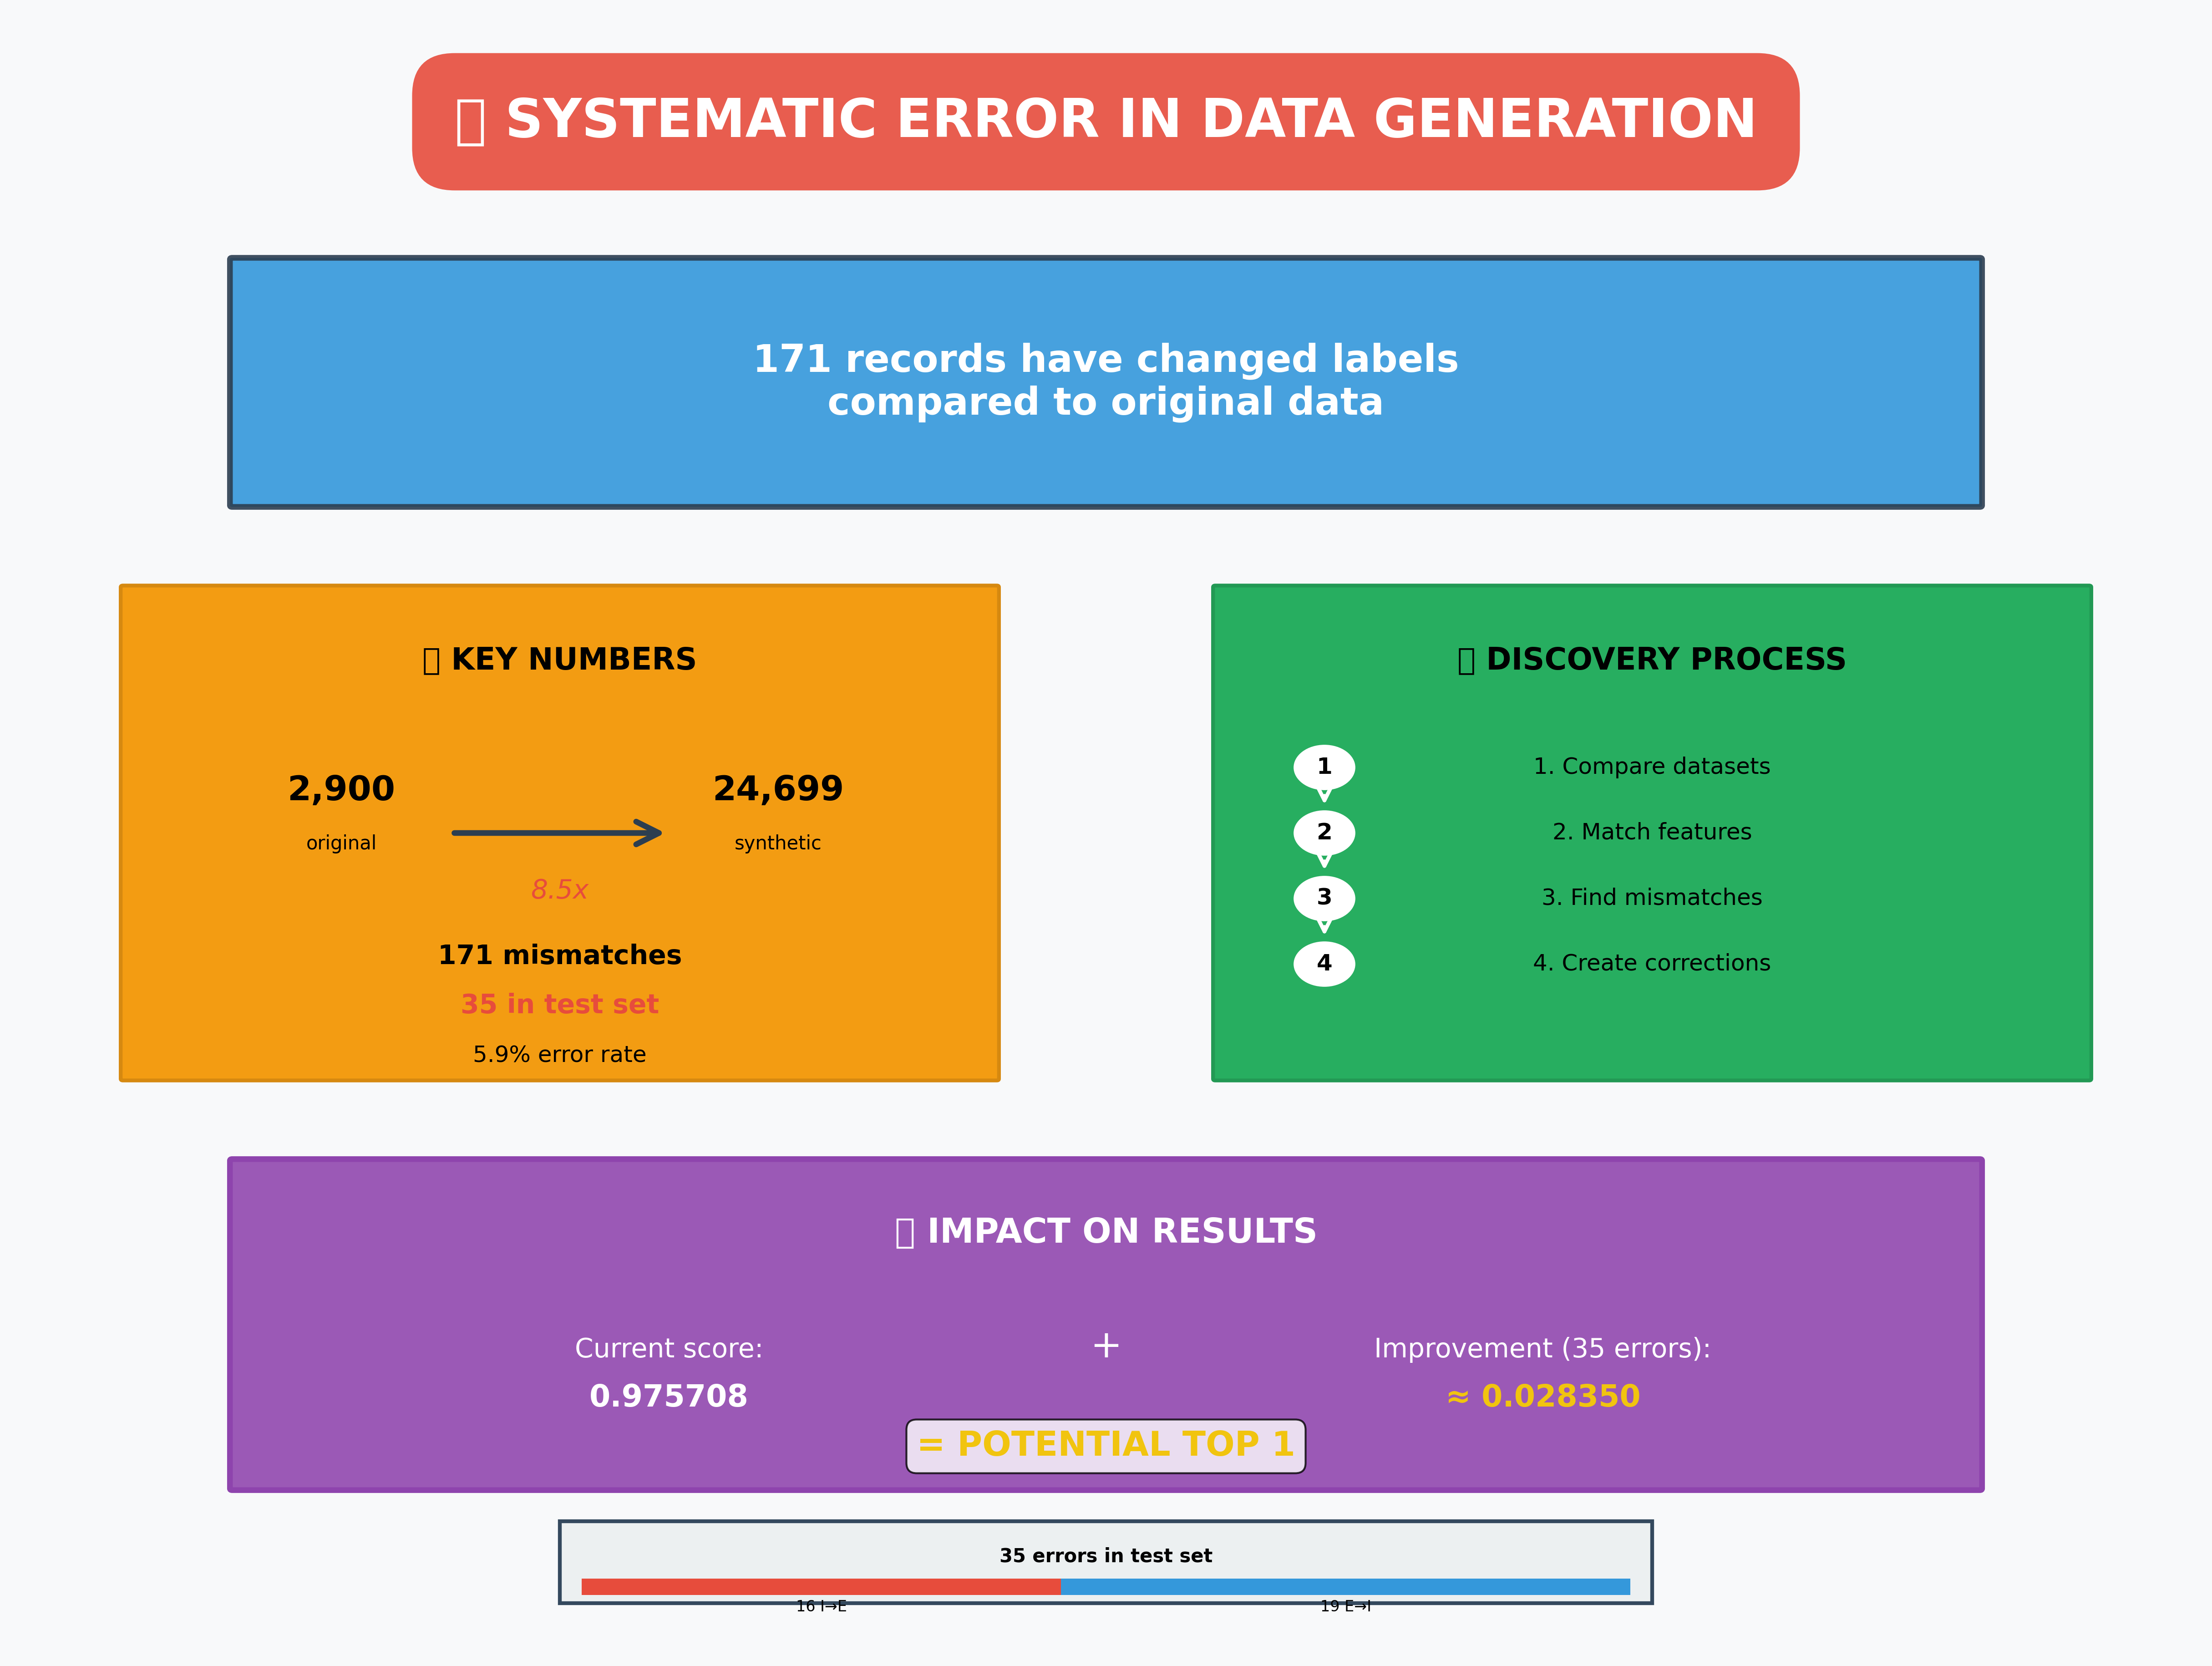 SYSTEMATIC ERROR IN DATA GENERATION
171 records have changed labels
compared to original data
KEY NUMBERS
2,900
24,699
original
synthetic
8.5x
171 mismatches
35 in test set
5.9% error rate
DISCOVERY PROCESS
1
1. Compare datasets
2
2. Match features
3
3. Find mismatches
4
4. Create corrections
IMPACT ON RESULTS
Current score:
+
Improvement (35 errors):
0.975708
≈ 0.028350
= POTENTIAL TOP 1
35 errors in test set
16 I→E
19 E→I